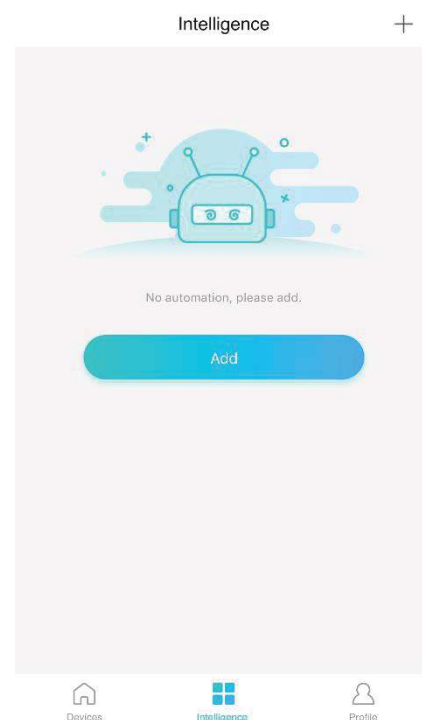 Intelligence
No automation, please add.
Add
Devices
Intelligence
Profile